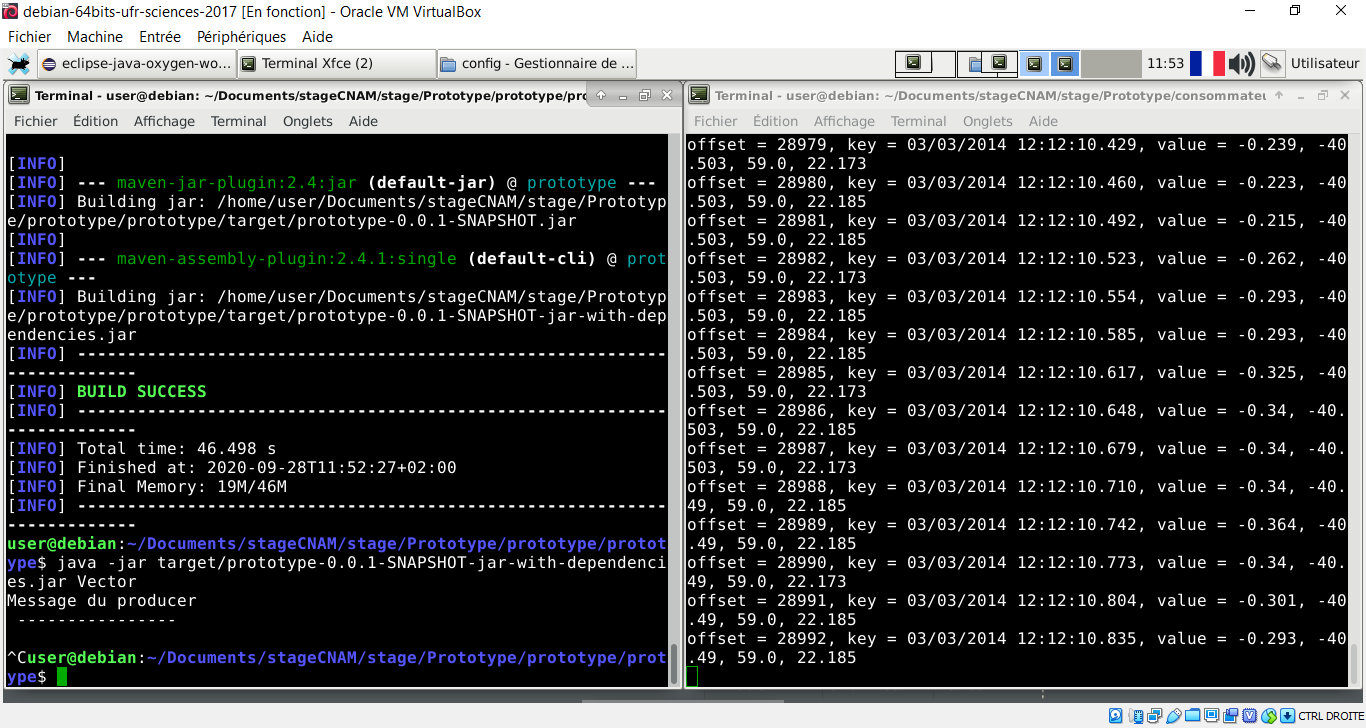 debian-64bits-ufr-sciences-2017 [En fonction] - Oracle VM VirtualBox
Fichier Machine Entrée Périphériques Aide
eclipse-java-oxygen-wo... Terminal Xfce (2) config - Gestionnaire de ... 11:53 Utilisateur
Terminal - user@debian: ~/Documents/stageCNAM/stage/Prototype/prototype/pro
Fichier Édition Affichage Terminal Onglets Aide
[INFO]
[INFO] --- maven-jar-plugin:2.4:jar (default-jar) @ prototype ---
[INFO] Building jar: /home/user/Documents/stageCNAM/stage/Prototyp
e/prototype/prototype/target/prototype-0.0.1-SNAPSHOT.jar
[INFO]
[INFO] --- maven-assembly-plugin:2.4.1:single (default-cli) @ prot
otype ---
[INFO] Building jar: /home/user/Documents/stageCNAM/stage/Prototyp
e/prototype/prototype/target/prototype-0.0.1-SNAPSHOT-jar-with-dep
endencies.jar
[INFO] -----------------------------------------------------------
-------------
[INFO] BUILD SUCCESS
[INFO] -----------------------------------------------------------
-------------
[INFO] Total time: 46.498 s
[INFO] Finished at: 2020-09-28T11:52:27+02:00
[INFO] Final Memory: 19M/46M
[INFO] -----------------------------------------------------------
-------------
user@debian:~/Documents/stageCNAM/stage/Prototype/prototype/protot
ype$ java -jar target/prototype-0.0.1-SNAPSHOT-jar-with-dependenci
es.jar Vector
Message du producer
----------------
^Cuser@debian:~/Documents/stageCNAM/stage/Prototype/prototype/prot
ype$
Terminal - user@debian: ~/Documents/stageCNAM/stage/Prototype/consommateu
Fichier Édition Affichage Terminal Onglets Aide
offset = 28979, key = 03/03/2014 12:12:10.429, value = -0.239, -40
.503, 59.0, 22.173
offset = 28980, key = 03/03/2014 12:12:10.460, value = -0.223, -40
.503, 59.0, 22.185
offset = 28981, key = 03/03/2014 12:12:10.492, value = -0.215, -40
.503, 59.0, 22.185
offset = 28982, key = 03/03/2014 12:12:10.523, value = -0.262, -40
.503, 59.0, 22.173
offset = 28983, key = 03/03/2014 12:12:10.554, value = -0.293, -40
.503, 59.0, 22.185
offset = 28984, key = 03/03/2014 12:12:10.585, value = -0.293, -40
.503, 59.0, 22.185
offset = 28985, key = 03/03/2014 12:12:10.617, value = -0.325, -40
.503, 59.0, 22.173
offset = 28986, key = 03/03/2014 12:12:10.648, value = -0.34, -40.
503, 59.0, 22.185
offset = 28987, key = 03/03/2014 12:12:10.679, value = -0.34, -40.
503, 59.0, 22.173
offset = 28988, key = 03/03/2014 12:12:10.710, value = -0.34, -40.
49, 59.0, 22.185
offset = 28989, key = 03/03/2014 12:12:10.742, value = -0.364, -40
.49, 59.0, 22.185
offset = 28990, key = 03/03/2014 12:12:10.773, value = -0.34, -40.
49, 59.0, 22.173
offset = 28991, key = 03/03/2014 12:12:10.804, value = -0.301, -40
.49, 59.0, 22.185
offset = 28992, key = 03/03/2014 12:12:10.835, value = -0.293, -40
.49, 59.0, 22.185
CTRL DROITE